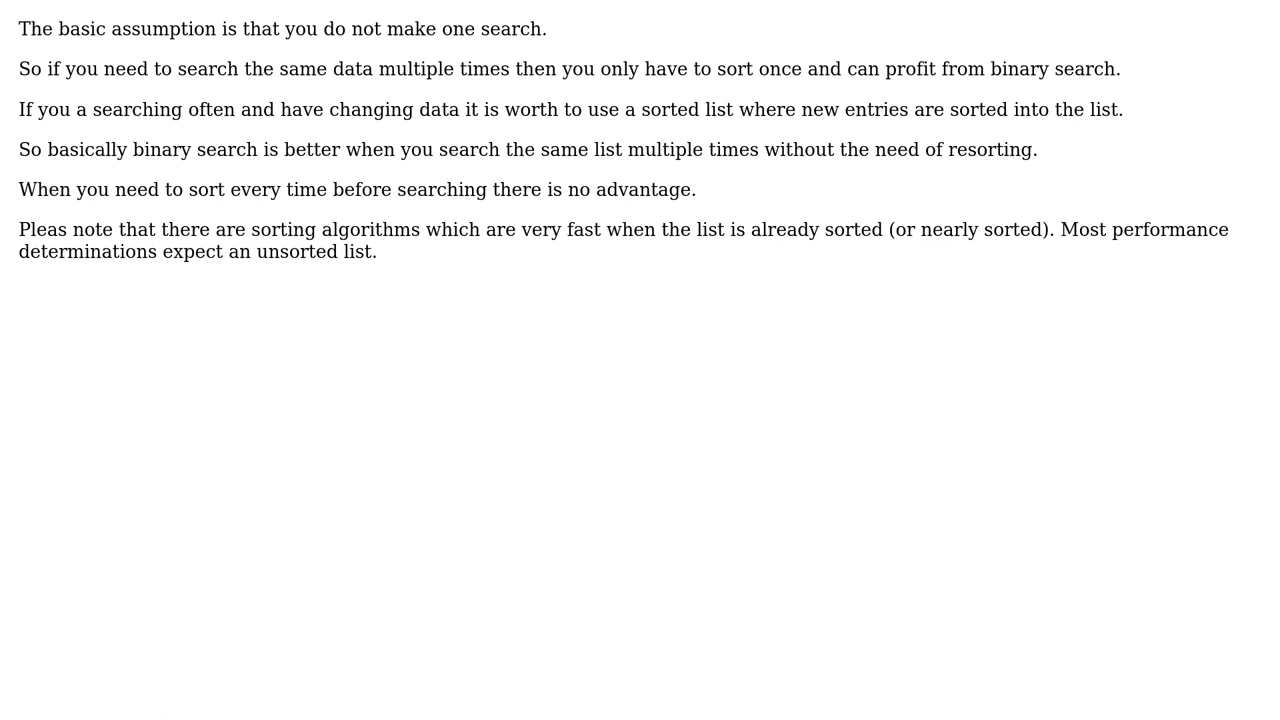 The basic assumption is that you do not make one search.
So if you need to search the same data multiple times then you only have to sort once and can profit from binary search.
If you a searching often and have changing data it is worth to use a sorted list where new entries are sorted into the list.
So basically binary search is better when you search the same list multiple times without the need of resorting.
When you need to sort every time before searching there is no advantage.
Pleas note that there are sorting algorithms which are very fast when the list is already sorted (or nearly sorted). Most performance
determinations expect an unsorted list.